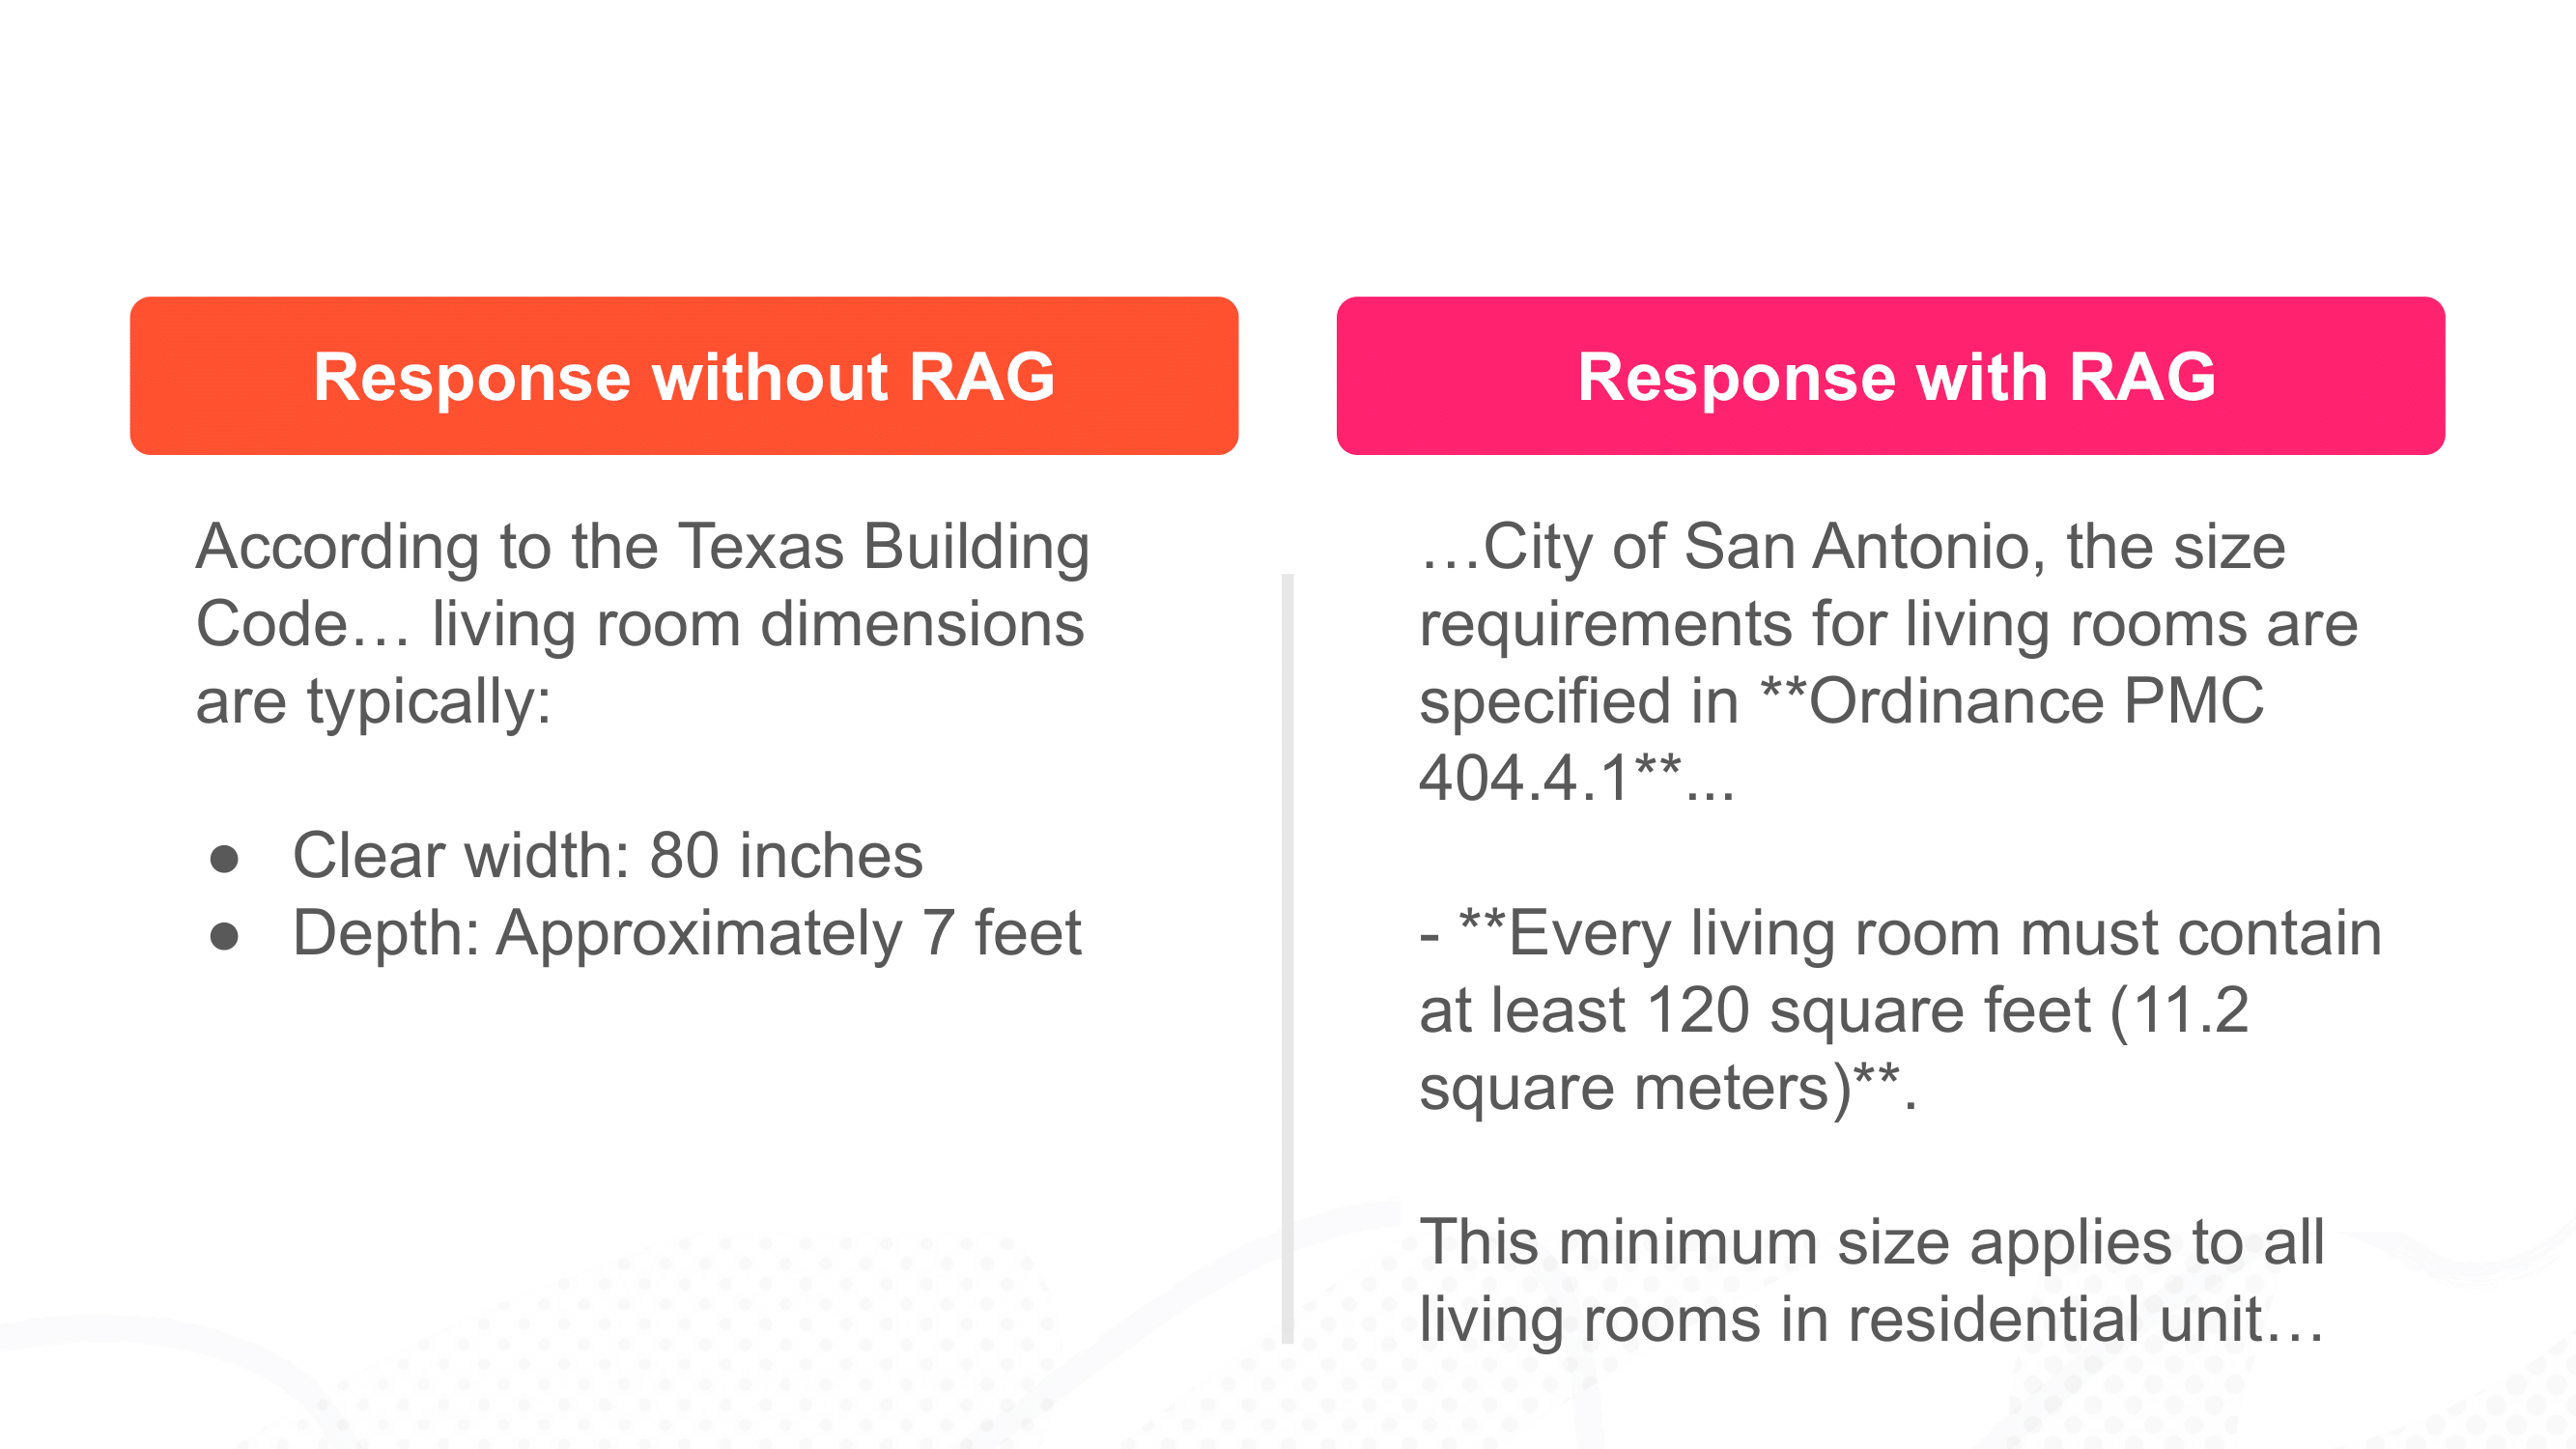 Response without RAG
According to the Texas Building
Code… living room dimensions
are typically:
● Clear width: 80 inches
● Depth: Approximately 7 feet
Response with RAG
…City of San Antonio, the size
requirements for living rooms are
specified in **Ordinance PMC
404.4.1**...
- **Every living room must contain
at least 120 square feet (11.2
square meters)**.
This minimum size applies to all
living rooms in residential unit…